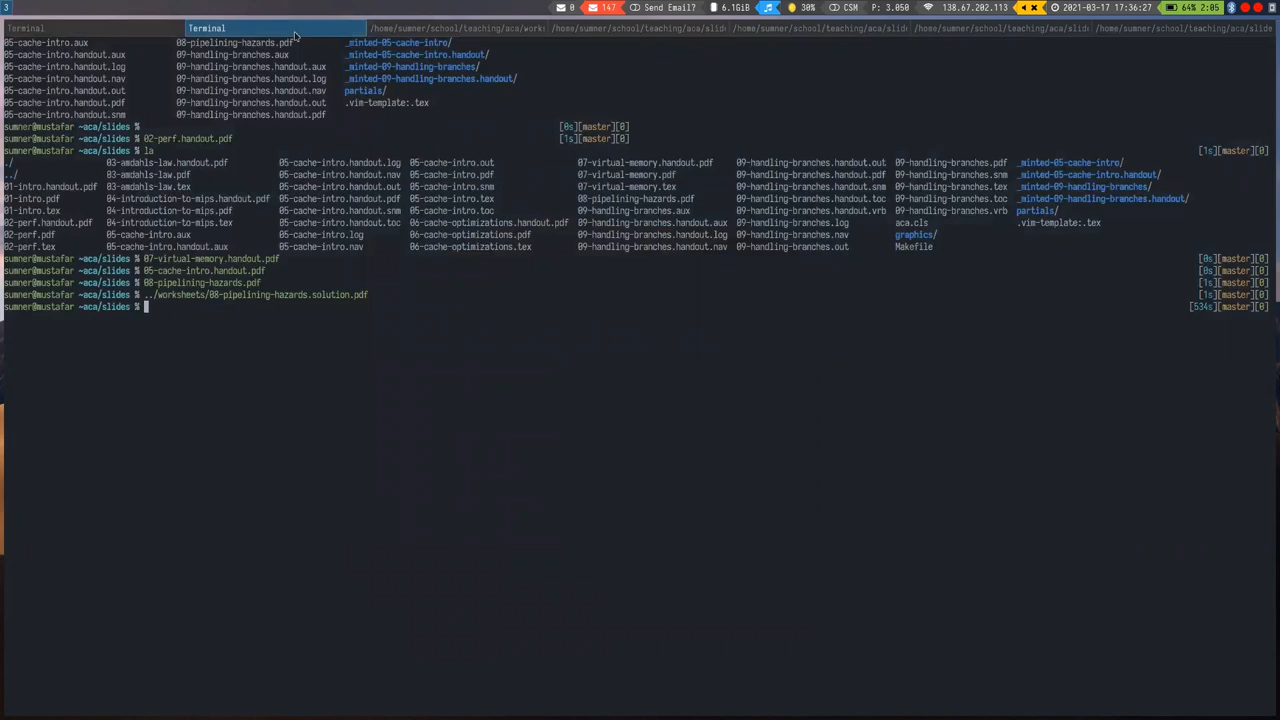 3 0 147 Send Email? 6.1GiB 30% CSM P: 3.050 138.67.202.113 2021-03-17 17:36:27 64% 2:05
Terminal Terminal /home/sumner/school/teaching/aca/work /home/sumner/school/teaching/aca/slid /home/sumner/school/teaching/aca/slid /home/sumner/school/teaching/aca/slid /home/sumner/school/teaching/aca/slide
05-cache-intro.aux 08-pipelining-hazards.pdf _minted-05-cache-intro/
05-cache-intro.handout.aux 09-handling-branches.aux _minted-05-cache-intro.handout/
05-cache-intro.handout.log 09-handling-branches.handout.aux _minted-09-handling-branches/
05-cache-intro.handout.nav 09-handling-branches.handout.log _minted-09-handling-branches.handout/
05-cache-intro.handout.out 09-handling-branches.handout.nav partials/
05-cache-intro.handout.pdf 09-handling-branches.handout.out .vim-template:.tex
05-cache-intro.handout.snm 09-handling-branches.handout.pdf
sumner@mustafar ~aca/slides % [0s][master][0]
sumner@mustafar ~aca/slides % 02-perf.handout.pdf [1s][master][0]
sumner@mustafar ~aca/slides % la [1s][master][0]
./ 03-amdahls-law.handout.pdf 05-cache-intro.handout.log 05-cache-intro.out 07-virtual-memory.handout.pdf 09-handling-branches.handout.out 09-handling-branches.pdf _minted-05-cache-intro/
../ 03-amdahls-law.pdf 05-cache-intro.handout.nav 05-cache-intro.pdf 07-virtual-memory.pdf 09-handling-branches.handout.pdf 09-handling-branches.snm _minted-05-cache-intro.handout/
01-intro.handout.pdf 03-amdahls-law.tex 05-cache-intro.handout.out 05-cache-intro.snm 07-virtual-memory.tex 09-handling-branches.handout.snm 09-handling-branches.tex _minted-09-handling-branches/
01-intro.pdf 04-introduction-to-mips.handout.pdf 05-cache-intro.handout.pdf 05-cache-intro.tex 08-pipelining-hazards.pdf 09-handling-branches.handout.toc 09-handling-branches.toc _minted-09-handling-branches.handout/
01-intro.tex 04-introduction-to-mips.pdf 05-cache-intro.handout.snm 05-cache-intro.toc 09-handling-branches.aux 09-handling-branches.handout.vrb 09-handling-branches.vrb partials/
02-perf.handout.pdf 04-introduction-to-mips.tex 05-cache-intro.handout.toc 06-cache-optimizations.handout.pdf 09-handling-branches.handout.aux 09-handling-branches.log aca.cls .vim-template:.tex
02-perf.pdf 05-cache-intro.aux 05-cache-intro.log 06-cache-optimizations.pdf 09-handling-branches.handout.log 09-handling-branches.nav graphics/
02-perf.tex 05-cache-intro.handout.aux 05-cache-intro.nav 06-cache-optimizations.tex 09-handling-branches.handout.nav 09-handling-branches.out Makefile
sumner@mustafar ~aca/slides % 07-virtual-memory.handout.pdf [0s][master][0]
sumner@mustafar ~aca/slides % 05-cache-intro.handout.pdf [0s][master][0]
sumner@mustafar ~aca/slides % 08-pipelining-hazards.pdf [1s][master][0]
sumner@mustafar ~aca/slides % ../worksheets/08-pipelining-hazards.solution.pdf [1s][master][0]
sumner@mustafar ~aca/slides % [534s][master][0]